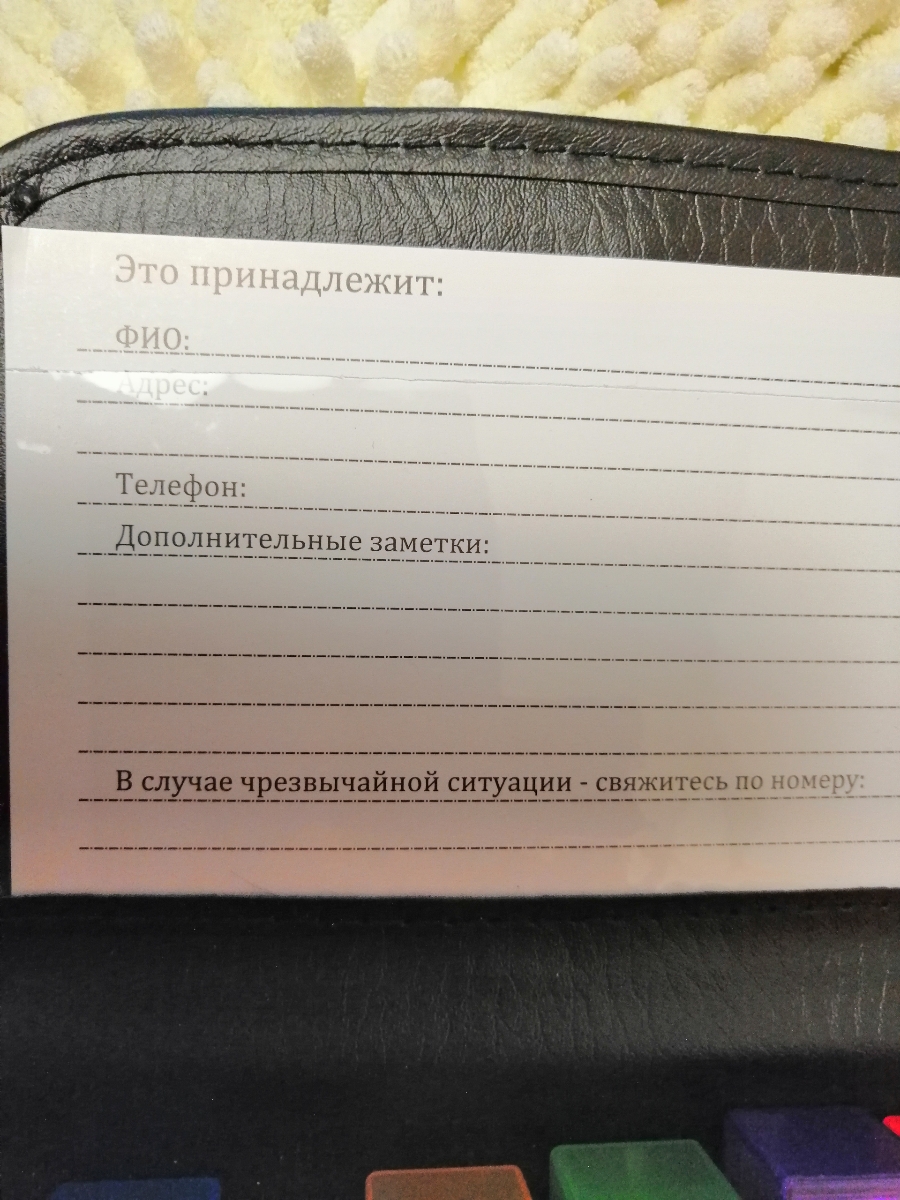 Это принадлежит:
ФИО:
Адрес:
Телефон:
Дополнительные заметки:
В случае чрезвычайной ситуации - свяжитесь по номеру: